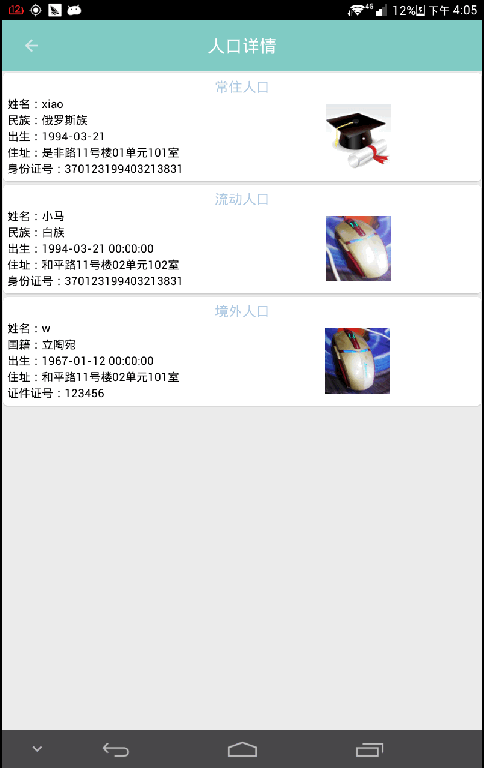 12 4G 12% 下午 4:05
人口详情
常住人口
姓名：xiao
民族：俄罗斯族
出生：1994-03-21
住址：是非路11号楼01单元101室
身份证号：370123199403213831
流动人口
姓名：小马
民族：白族
出生：1994-03-21 00:00:00
住址：和平路11号楼02单元102室
身份证号：370123199403213831
境外人口
姓名：w
国籍：立陶宛
出生：1967-01-12 00:00:00
住址：和平路11号楼02单元101室
证件证号：123456